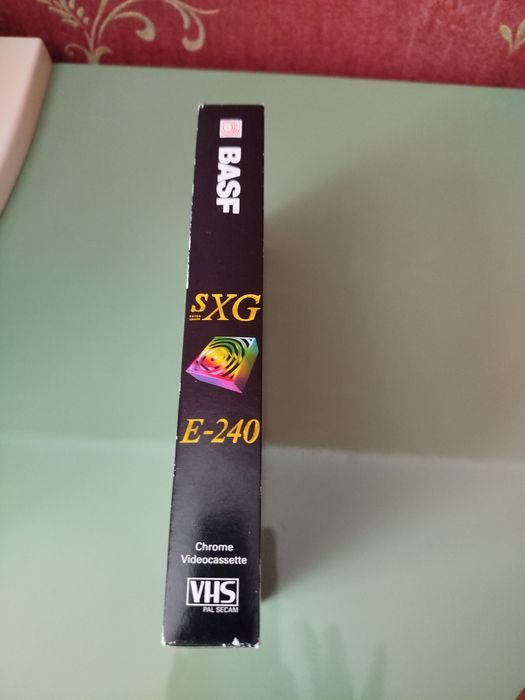 BASF
SXG
E-240
Chrome
Videocassette
VHS
PAL SECAM